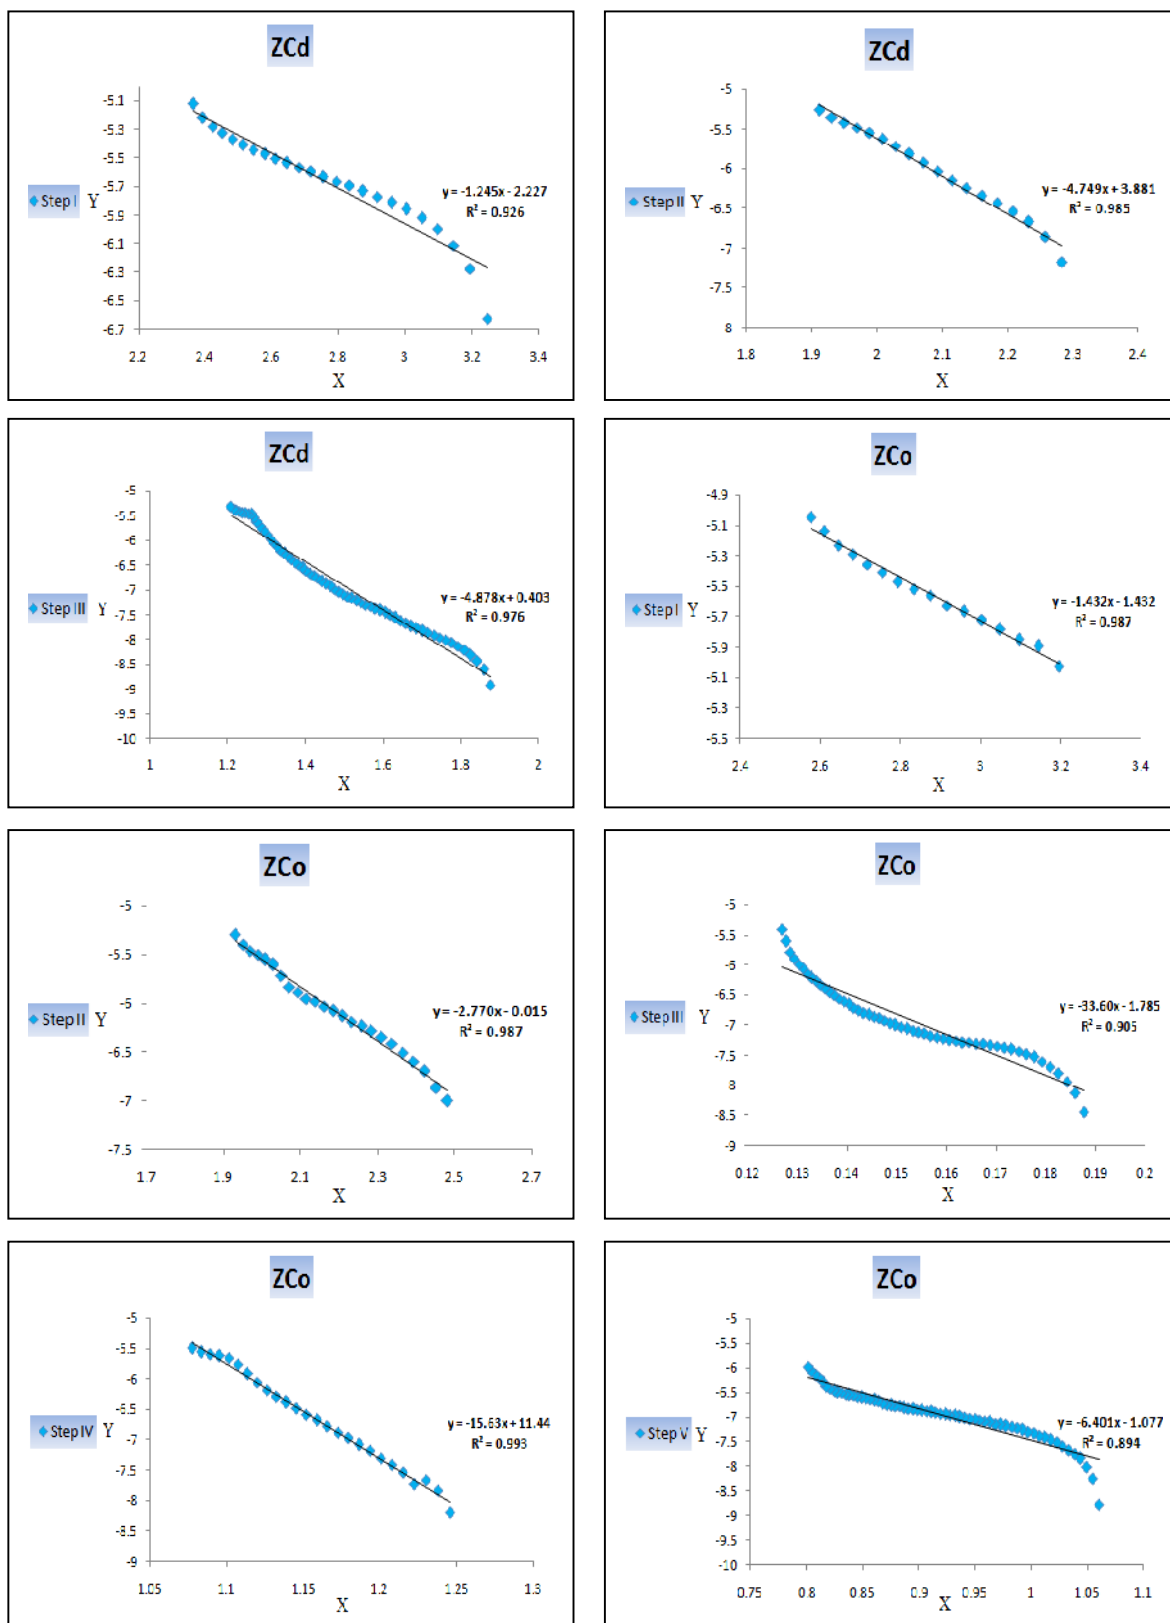 ZCd
-5.1
-5.3
-5.5
-5.7
-5.9
-6.1
-6.3
-6.5
-6.7
Step I Y
y = -1.245x - 2.227
R² = 0.926
2.2 2.4 2.6 2.8 3 3.2 3.4
X
ZCd
-5
-5.5
-6
-6.5
-7
-7.5
8
Step II Y
y = -4.749x + 3.881
R² = 0.985
1.8 1.9 2 2.1 2.2 2.3 2.4
X
ZCd
-5
-5.5
-6
-6.5
-7
-7.5
-8
-8.5
-9
-9.5
-10
Step III Y
y = -4.878x + 0.403
R² = 0.976
1 1.2 1.4 1.6 1.8 2
X
ZCo
-4.9
-5.1
-5.3
-5.5
-5.7
-5.9
-5.1
-5.3
-5.5
Step I Y
y = -1.432x - 1.432
R² = 0.987
2.4 2.6 2.8 3 3.2 3.4
X
ZCo
-5
-5.5
-5
-6.5
-7
-7.5
Step II Y
y = -2.770x - 0.015
R² = 0.987
1.7 1.9 2.1 2.3 2.5 2.7
X
ZCo
-5
-5.5
-5
-6.5
-7
-7.5
8
-8.5
-9
Step III Y
y = -33.60x - 1.785
R² = 0.905
0.12 0.13 0.14 0.15 0.16 0.17 0.18 0.19 0.2
X
ZCo
-5
-5.5
-6
-6.5
-7
-7.5
-8
-8.5
-9
Step IV Y
y = -15.63x + 11.44
R² = 0.993
1.05 1.1 1.15 1.2 1.25 1.3
X
ZCo
-5
-5.5
-6
-6.5
-7
-7.5
-8
-8.5
-9
-9.5
-10
Step V Y
y = -6.401x - 1.077
R² = 0.894
0.75 0.8 0.85 0.9 0.95 1 1.05 1.1
X